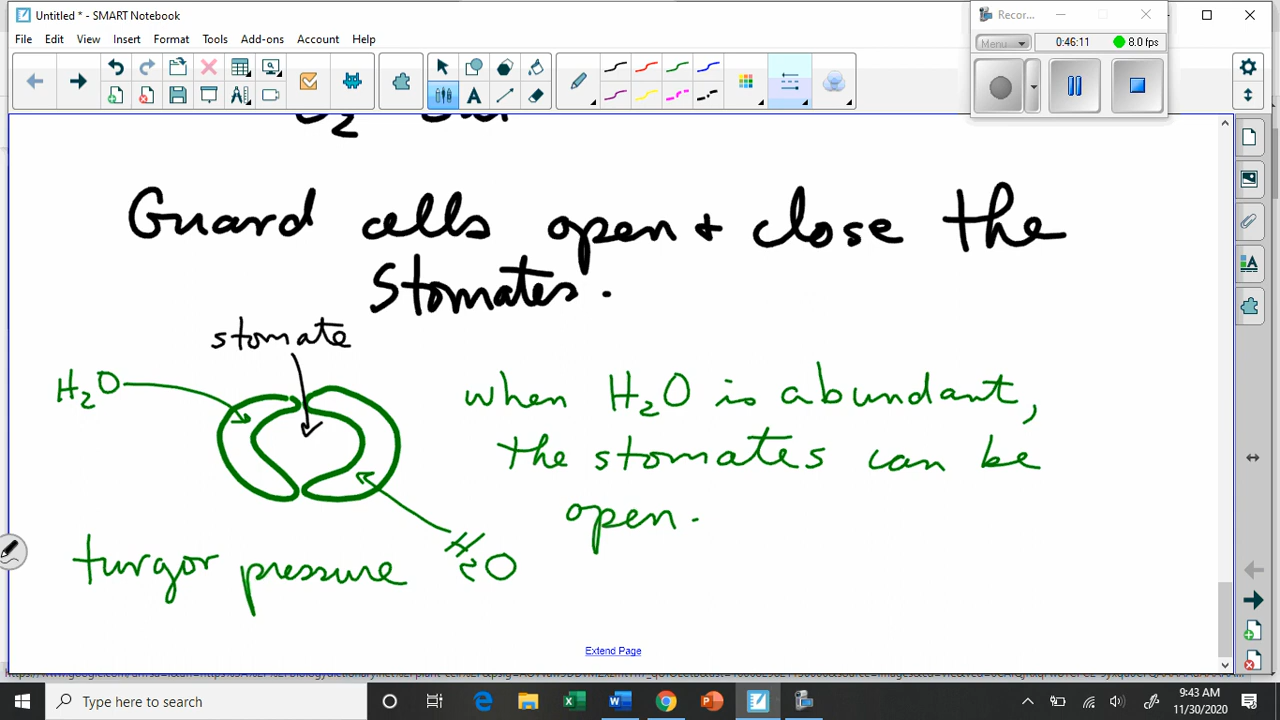 Untitled * - SMART Notebook
Recor...
File Edit View Insert Format Tools Add-ons Account Help
Menu
0:46:11
8.0 fps
Guard cells open + close the
Stomates.
stomate
H2O
when H2O is abundant,
the stomates can be
open.
turgor pressure
H2O
Extend Page
Type here to search
9:43 AM
11/30/2020